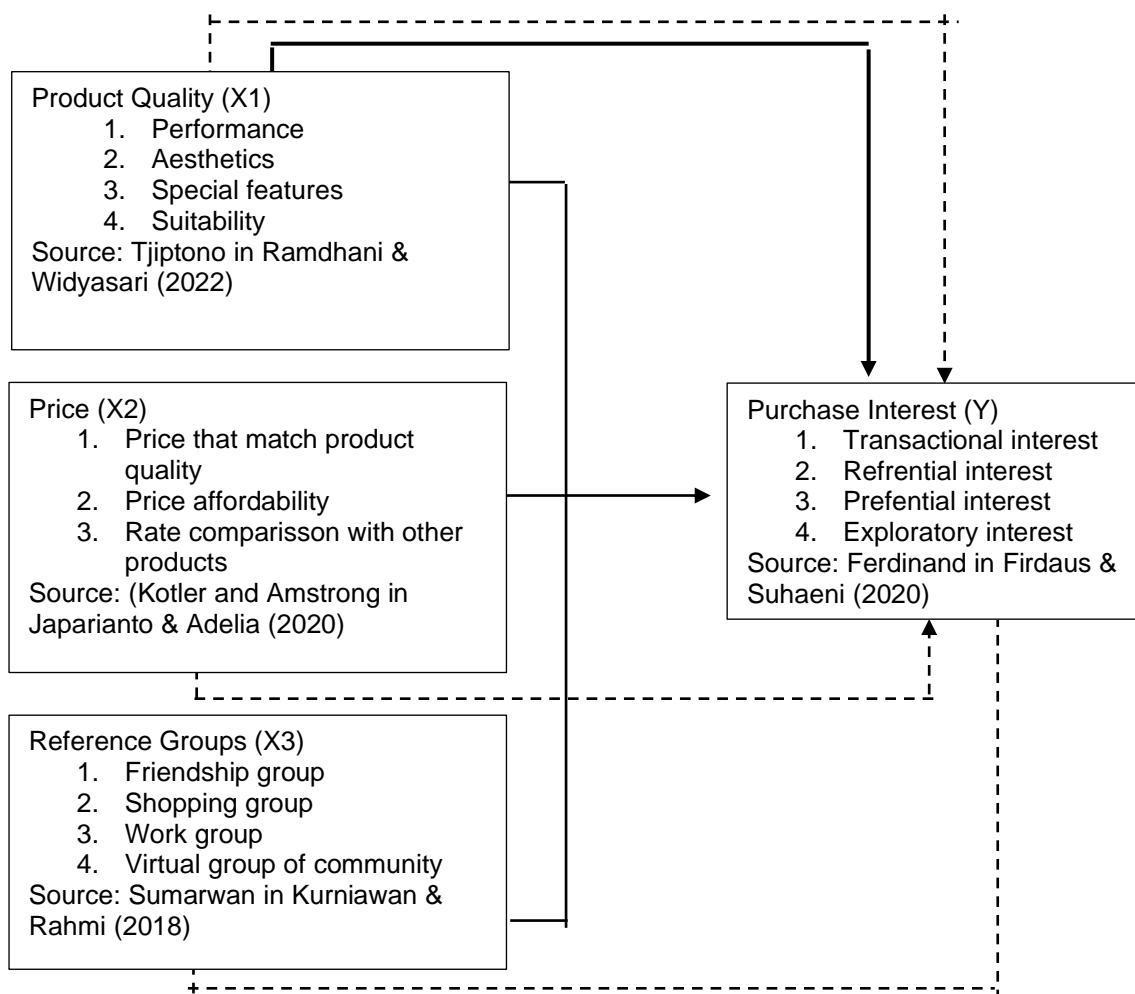 Product Quality (X1)
1. Performance
2. Aesthetics
3. Special features
4. Suitability
Source: Tjiptono in Ramdhani &
Widyasari (2022)
Price (X2)
1. Price that match product
quality
2. Price affordability
3. Rate comparisson with other
products
Source: (Kotler and Amstrong in
Japarianto & Adelia (2020)
Reference Groups (X3)
1. Friendship group
2. Shopping group
3. Work group
4. Virtual group of community
Source: Sumarwan in Kurniawan &
Rahmi (2018)
Purchase Interest (Y)
1. Transactional interest
2. Refrential interest
3. Prefential interest
4. Exploratory interest
Source: Ferdinand in Firdaus &
Suhaeni (2020)